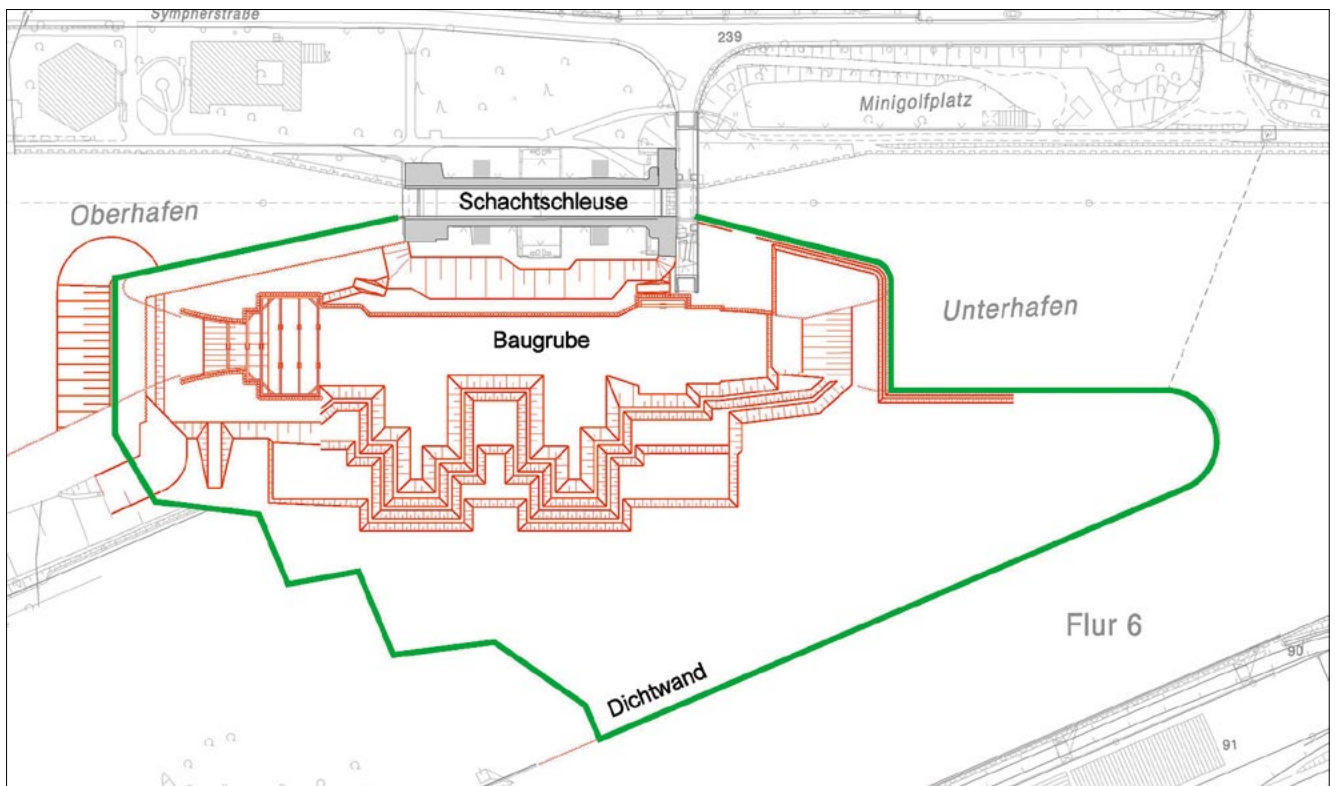 Sympherstraße
239
Minigolfplatz
Schachtschleuse
Oberhafen
Unterhafen
Baugrube
Flur 6
Dichtwand
90
91